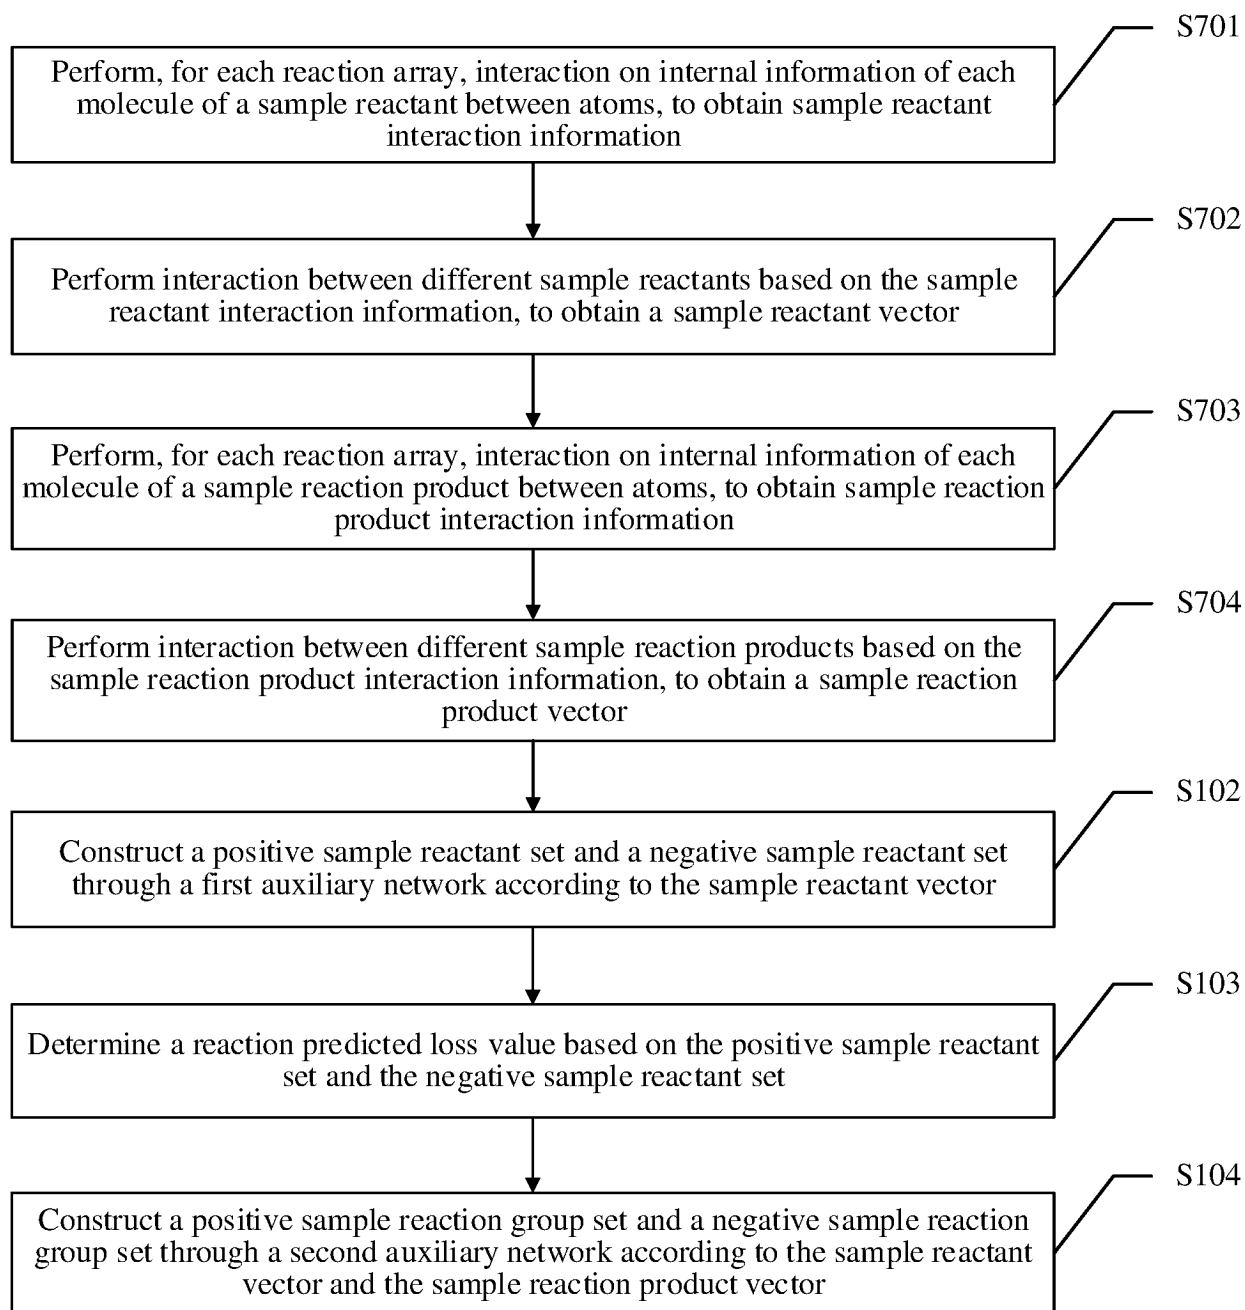 S701
Perform, for each reaction array, interaction on internal information of each
molecule of a sample reactant between atoms, to obtain sample reactant
interaction information
S702
Perform interaction between different sample reactants based on the sample
reactant interaction information, to obtain a sample reactant vector
S703
Perform, for each reaction array, interaction on internal information of each
molecule of a sample reaction product between atoms, to obtain sample reaction
product interaction information
S704
Perform interaction between different sample reaction products based on the
sample reaction product interaction information, to obtain a sample reaction
product vector
S102
Construct a positive sample reactant set and a negative sample reactant set
through a first auxiliary network according to the sample reactant vector
S103
Determine a reaction predicted loss value based on the positive sample reactant
set and the negative sample reactant set
S104
Construct a positive sample reaction group set and a negative sample reaction
group set through a second auxiliary network according to the sample reactant
vector and the sample reaction product vector